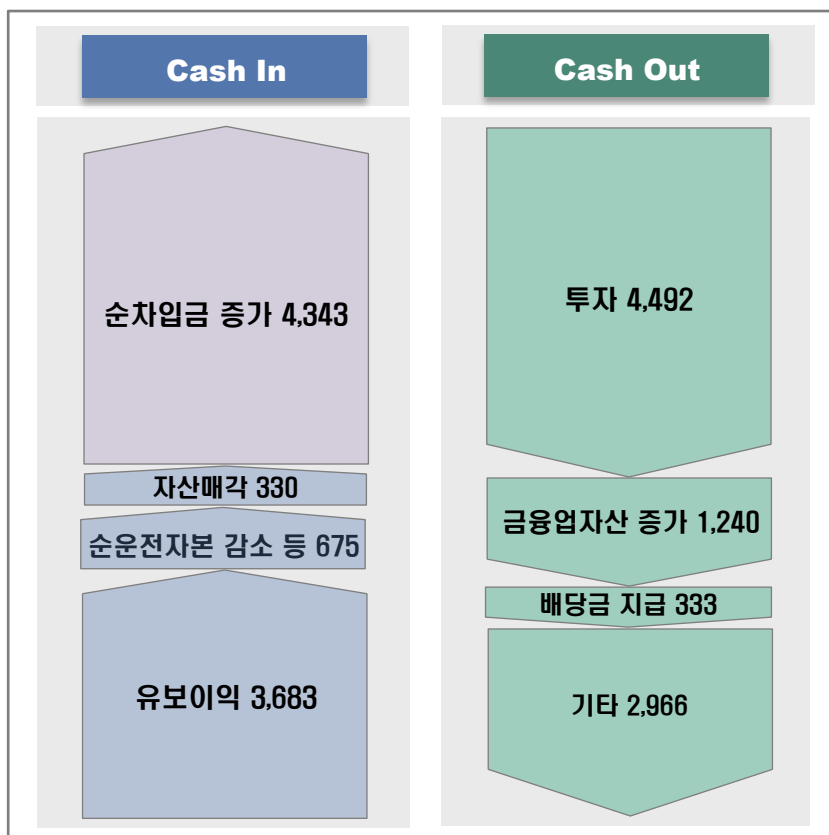 Cash In
순차입금 증가 4,343
자산매각 330
순운전자본 감소 등 675
유보이익 3,683
Cash Out
투자 4,492
금융업자산 증가 1,240
배당금 지급 333
기타 2,966